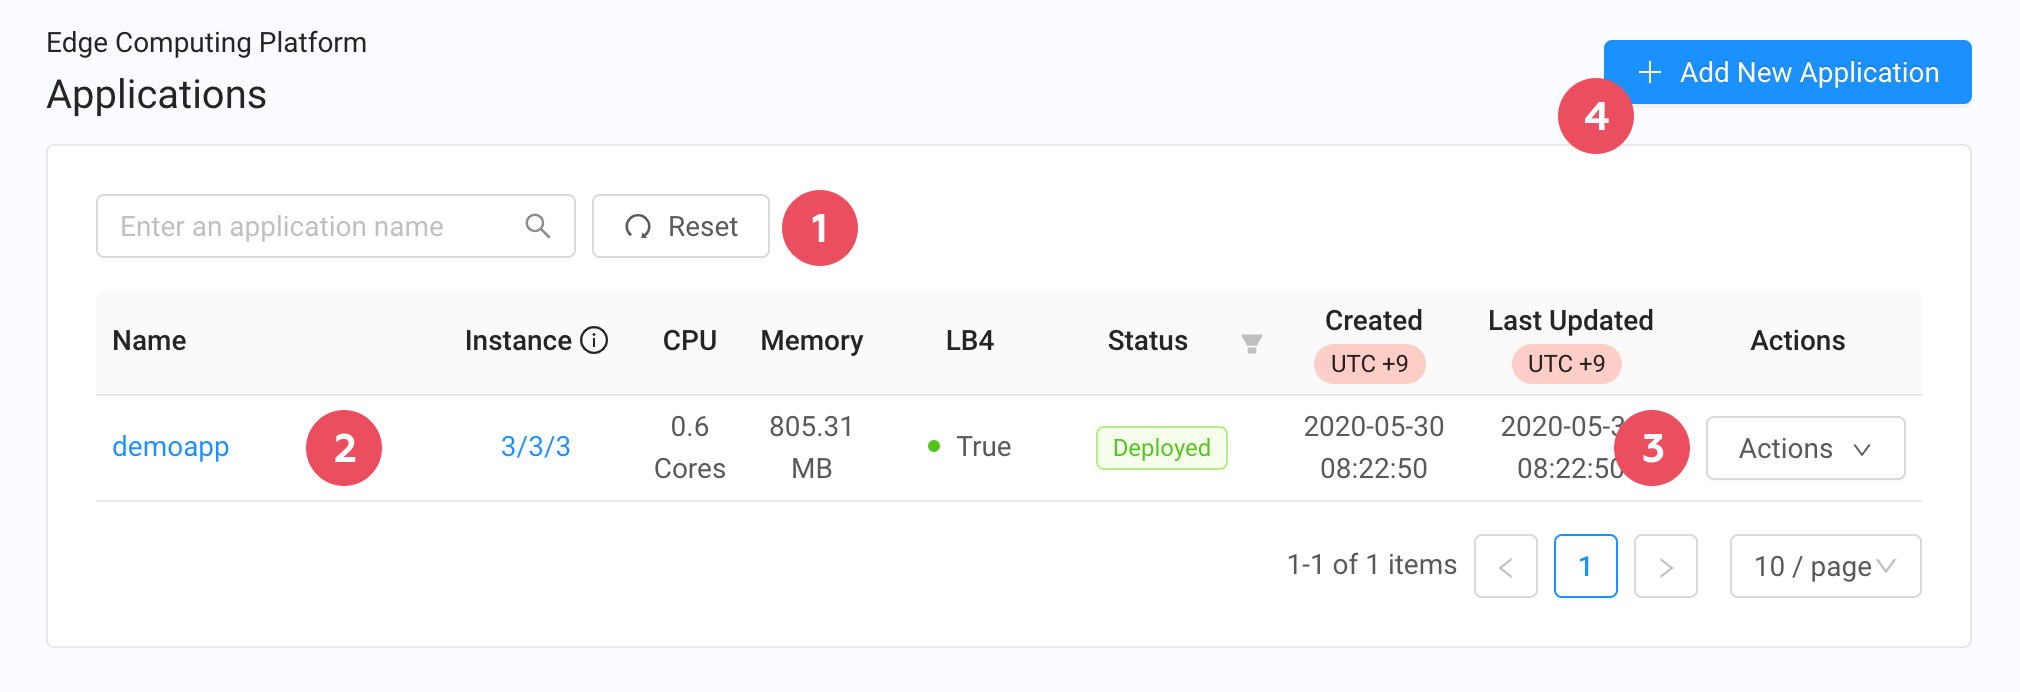 Edge Computing Platform
Applications
+ Add New Application
4
Enter an application name
Reset
1
Name
Instance
CPU
Memory
LB4
Status
Created
UTC +9
Last Updated
UTC +9
Actions
demoapp
2
3/3/3
0.6
Cores
805.31
MB
True
Deployed
2020-05-30
08:22:50
2020-05-3
08:22:50
3
Actions
1-1 of 1 items
<
1
>
10 / page